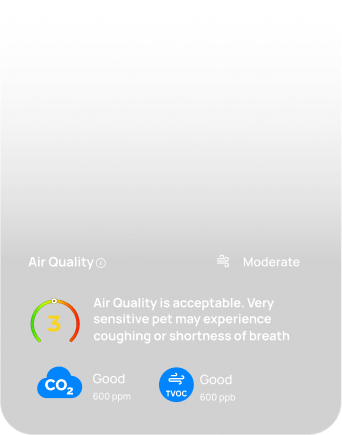 Air Quality
Moderate
3
Air Quality is acceptable. Very
sensitive pet may experience
coughing or shortness of breath
CO2
Good
600 ppm
TVOC
Good
600 ppb